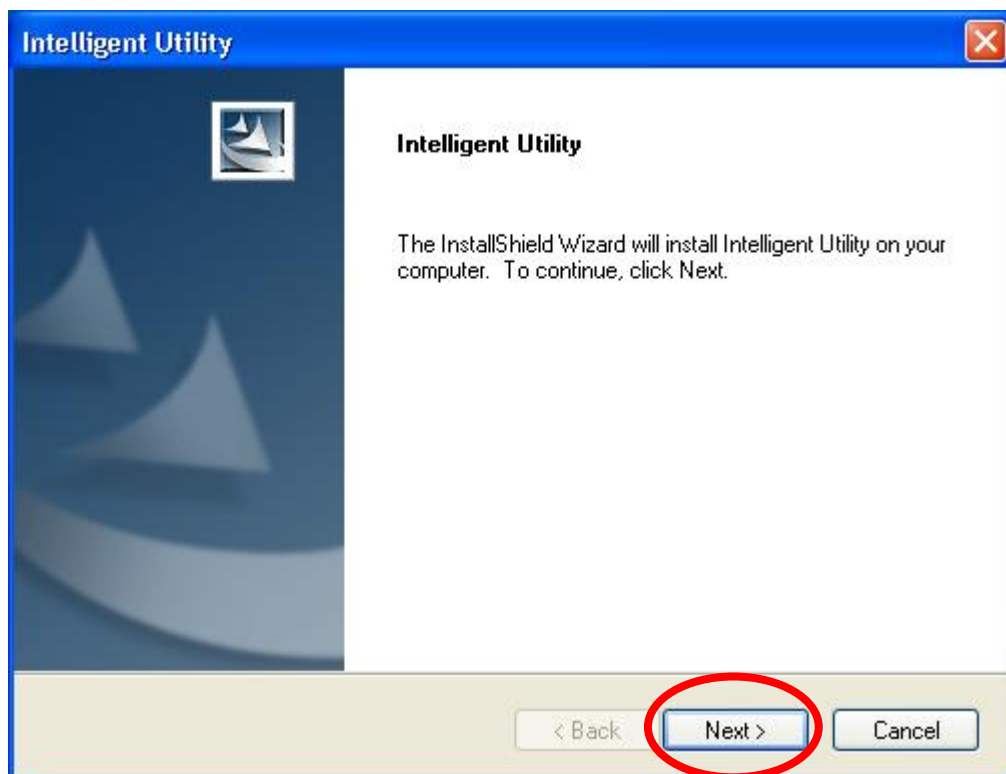 Intelligent Utility
Intelligent Utility
The InstallShield Wizard will install Intelligent Utility on your
computer.  To continue, click Next.
< Back
Next >
Cancel